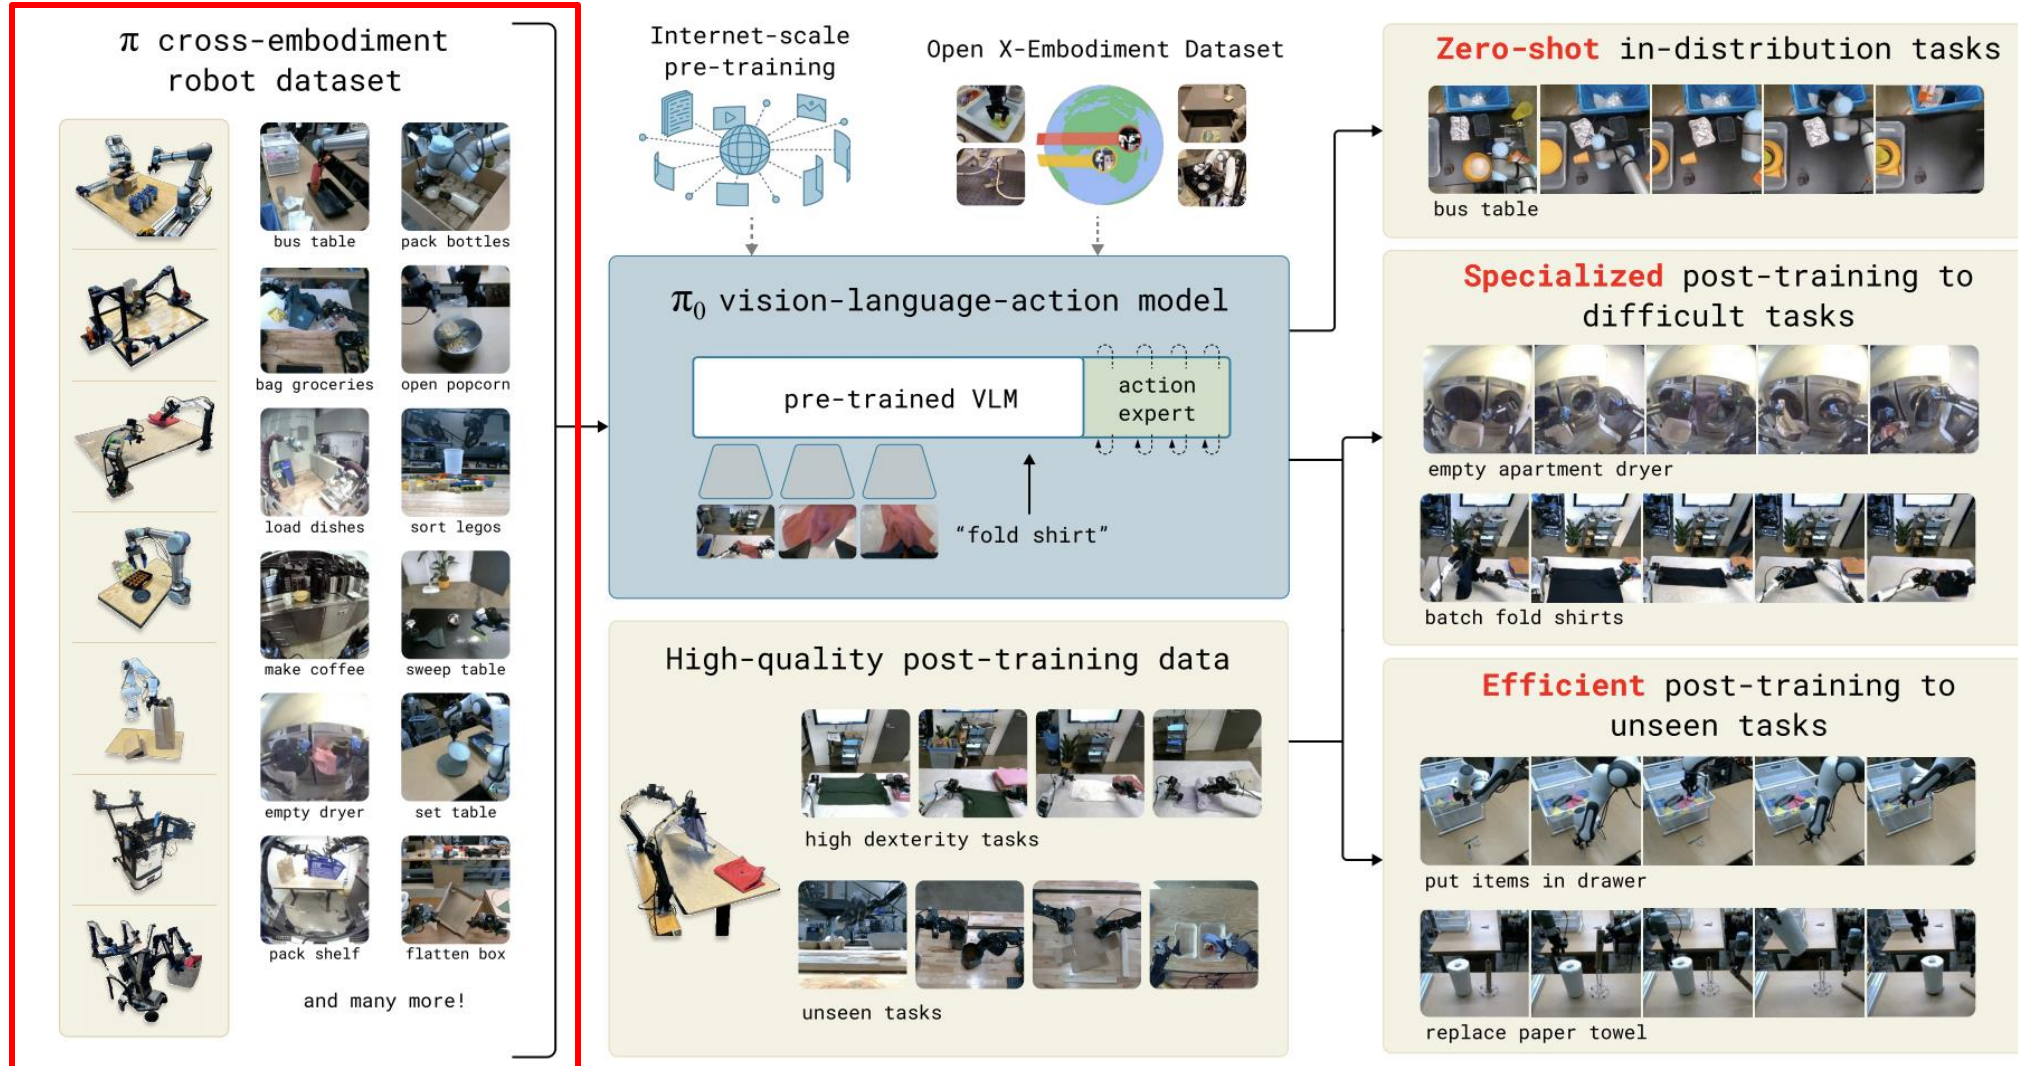 π cross-embodiment
robot dataset
bus table
pack bottles
bag groceries
open popcorn
load dishes
sort legos
make coffee
sweep table
empty dryer
set table
pack shelf
flatten box
and many more!
Internet-scale
pre-training
Open X-Embodiment Dataset
π₀ vision-language-action model
pre-trained VLM
action
expert
“fold shirt”
High-quality post-training data
high dexterity tasks
unseen tasks
Zero-shot in-distribution tasks
bus table
Specialized post-training to
difficult tasks
empty apartment dryer
batch fold shirts
Efficient post-training to
unseen tasks
put items in drawer
replace paper towel